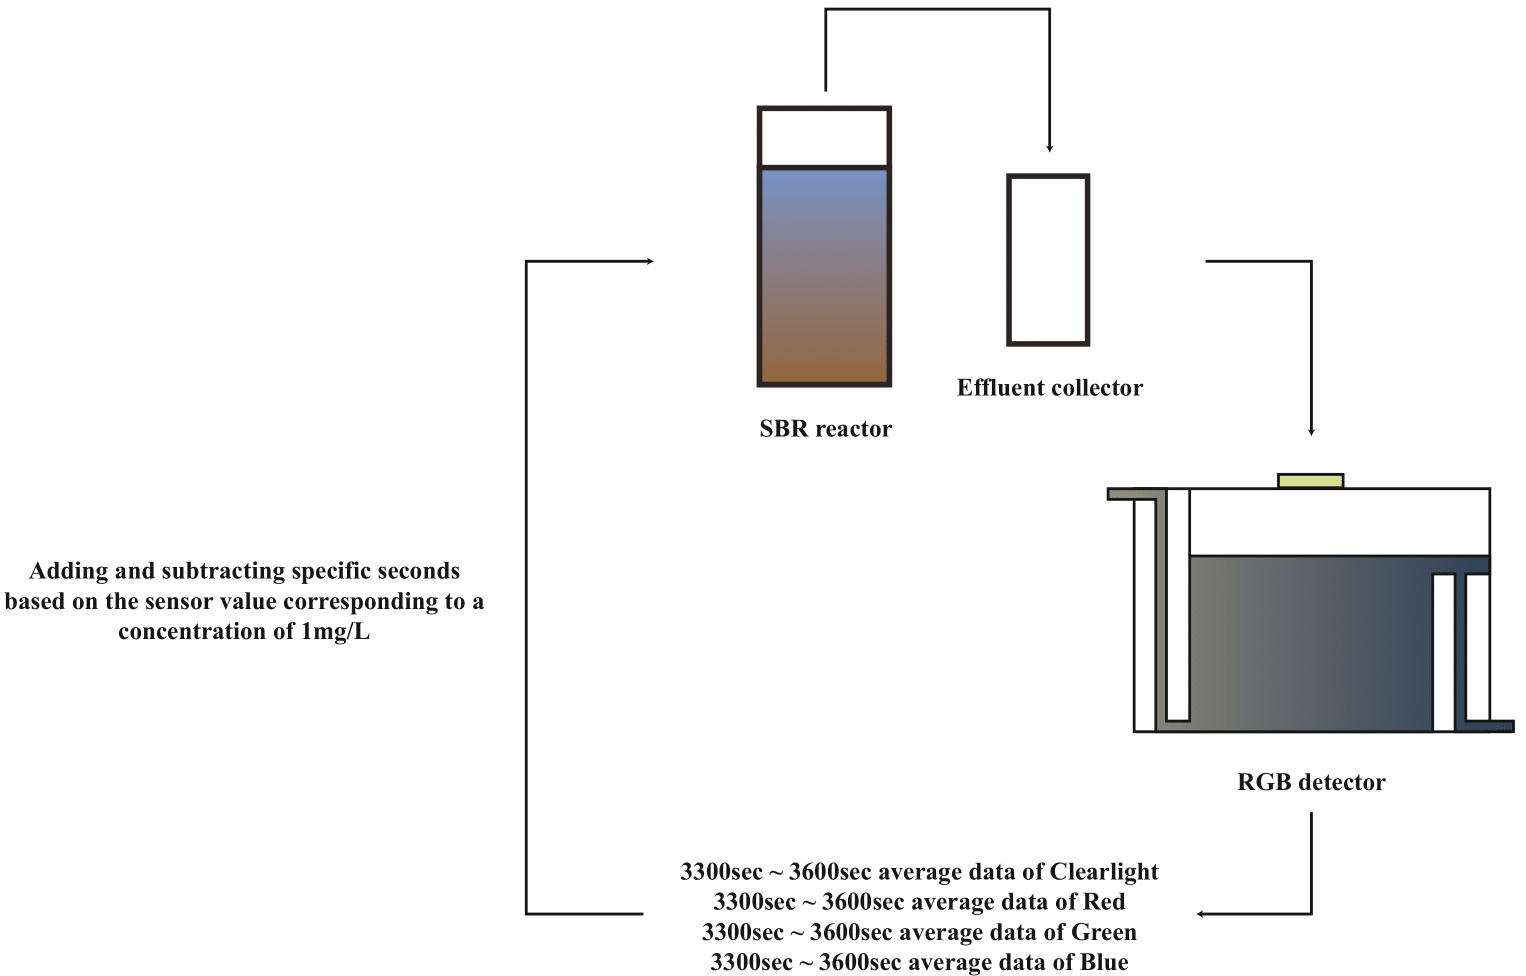 SBR reactor
Effluent collector
RGB detector
3300sec ~ 3600sec average data of Clearlight
3300sec ~ 3600sec average data of Red
3300sec ~ 3600sec average data of Green
3300sec ~ 3600sec average data of Blue
Adding and subtracting specific seconds
based on the sensor value corresponding to a
concentration of 1mg/L